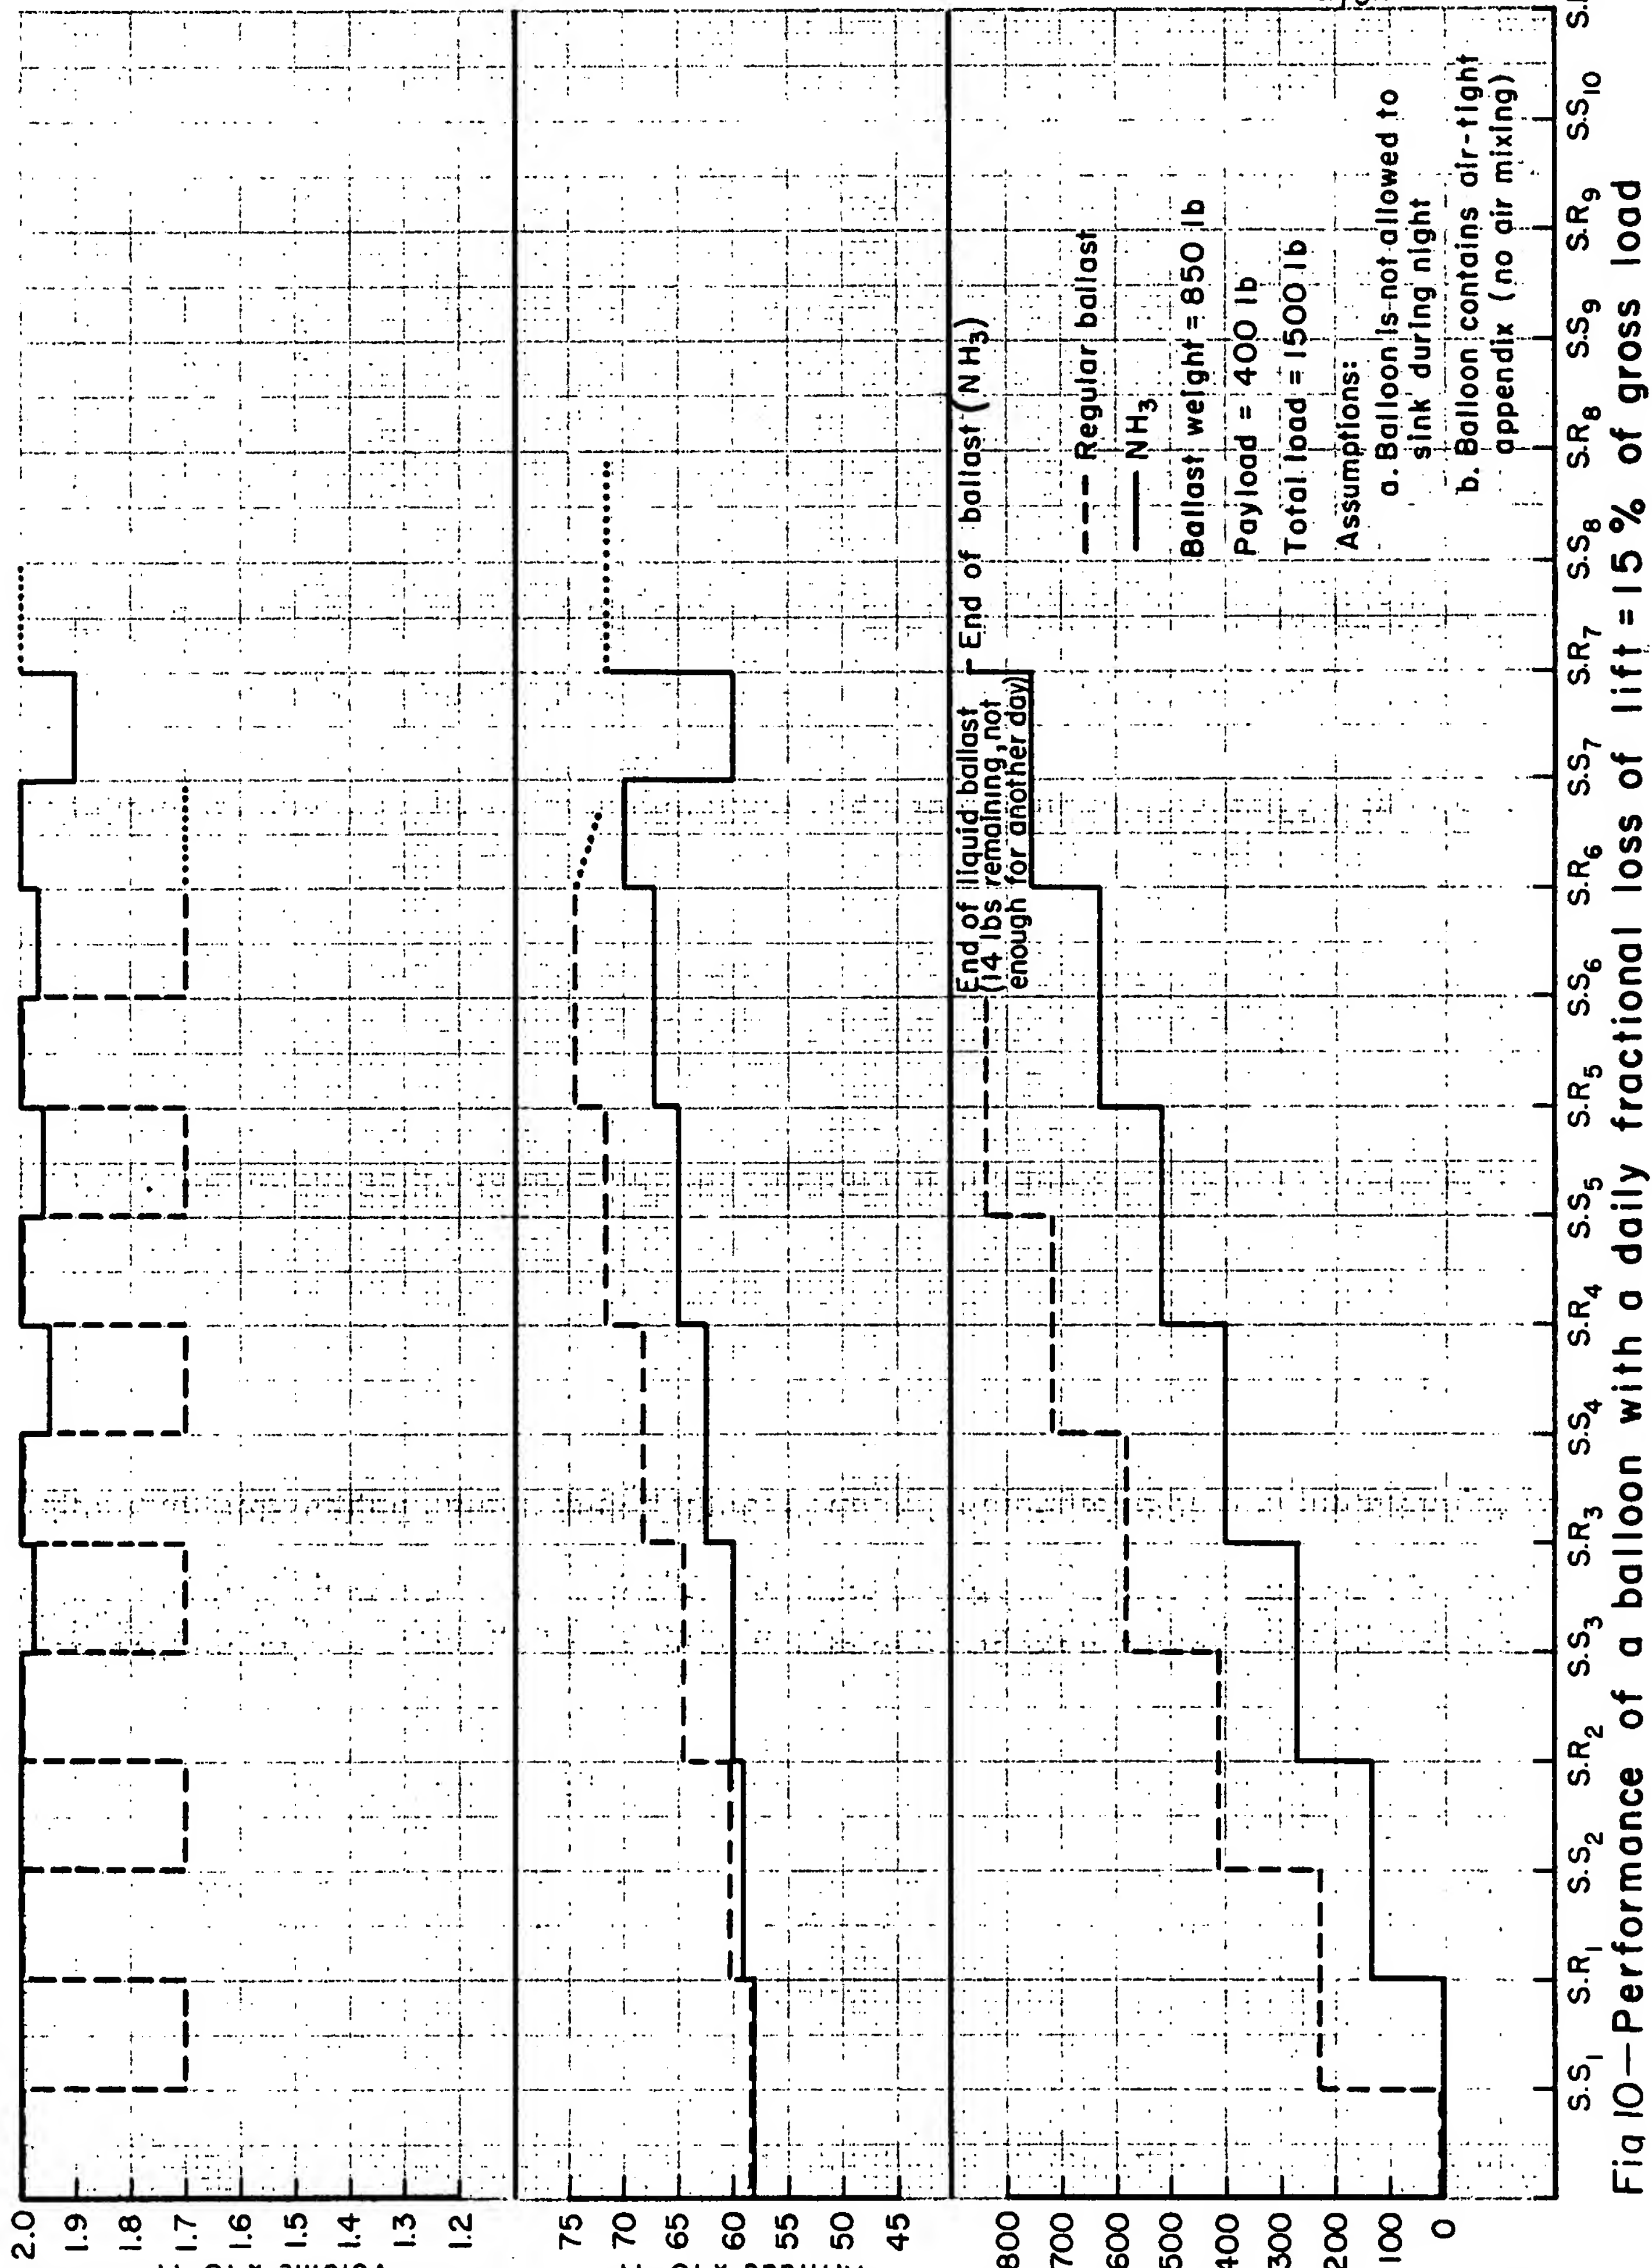 2.0
1.9
1.8
1.7
1.6
1.5
1.4
1.3
1.2
75
70
65
60
55
50
45
800
700
600
500
400
300
200
100
0
End of liquid ballast
(14 lbs remaining, not
enough for another day)
End of ballast (NH₃)
Regular ballast
NH₃
Ballast weight = 850 lb
Payload = 400 lb
Total load = 1500 lb
Assumptions:
a. Balloon is not allowed to
sink during night
b. Balloon contains air-tight
appendix (no air mixing)
S.S₁ S.R₁ S.S₂ S.R₂ S.S₃ S.R₃ S.S₄ S.R₄ S.S₅ S.R₅ S.S₆ S.R₆ S.S₇ S.R₇ S.S₈ S.R₈ S.S₉ S.R₉ S.S₁₀
Fig 10—Performance of a balloon with a daily fractional loss of lift = 15 % of gross load